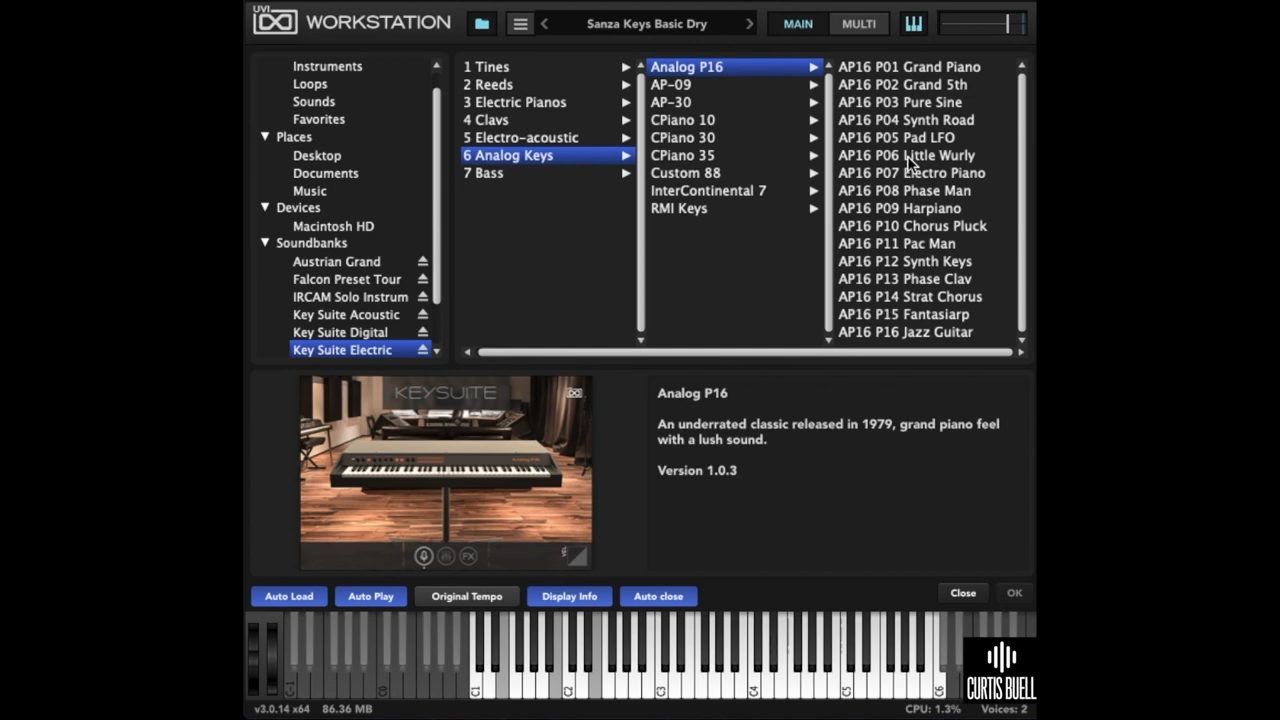 UVI
WORKSTATION
Sanza Keys Basic Dry
MAIN
MULTI
Instruments
Loops
Sounds
Favorites
Places
Desktop
Documents
Music
Devices
Macintosh HD
Soundbanks
Austrian Grand
Falcon Preset Tour
IRCAM Solo Instrum
Key Suite Acoustic
Key Suite Digital
Key Suite Electric
1 Tines
2 Reeds
3 Electric Pianos
4 Clavs
5 Electro-acoustic
6 Analog Keys
7 Bass
Analog P16
AP-09
AP-30
CPiano 10
CPiano 30
CPiano 35
Custom 88
InterContinental 7
RMI Keys
AP16 P01 Grand Piano
AP16 P02 Grand 5th
AP16 P03 Pure Sine
AP16 P04 Synth Road
AP16 P05 Pad LFO
AP16 P06 Little Wurly
AP16 P07 Electro Piano
AP16 P08 Phase Man
AP16 P09 Harpiano
AP16 P10 Chorus Pluck
AP16 P11 Pac Man
AP16 P12 Synth Keys
AP16 P13 Phase Clav
AP16 P14 Strat Chorus
AP16 P15 Fantasiarp
AP16 P16 Jazz Guitar
KEYSUITE
FX
Analog P16
An underrated classic released in 1979, grand piano feel
with a lush sound.
Version 1.0.3
Auto Load
Auto Play
Original Tempo
Display Info
Auto close
Close
OK
C-1
C0
C1
C2
C3
C4
C5
C6
CURTIS BUELL
v3.0.14 x64
86.36 MB
CPU: 1.3%
Voices: 2